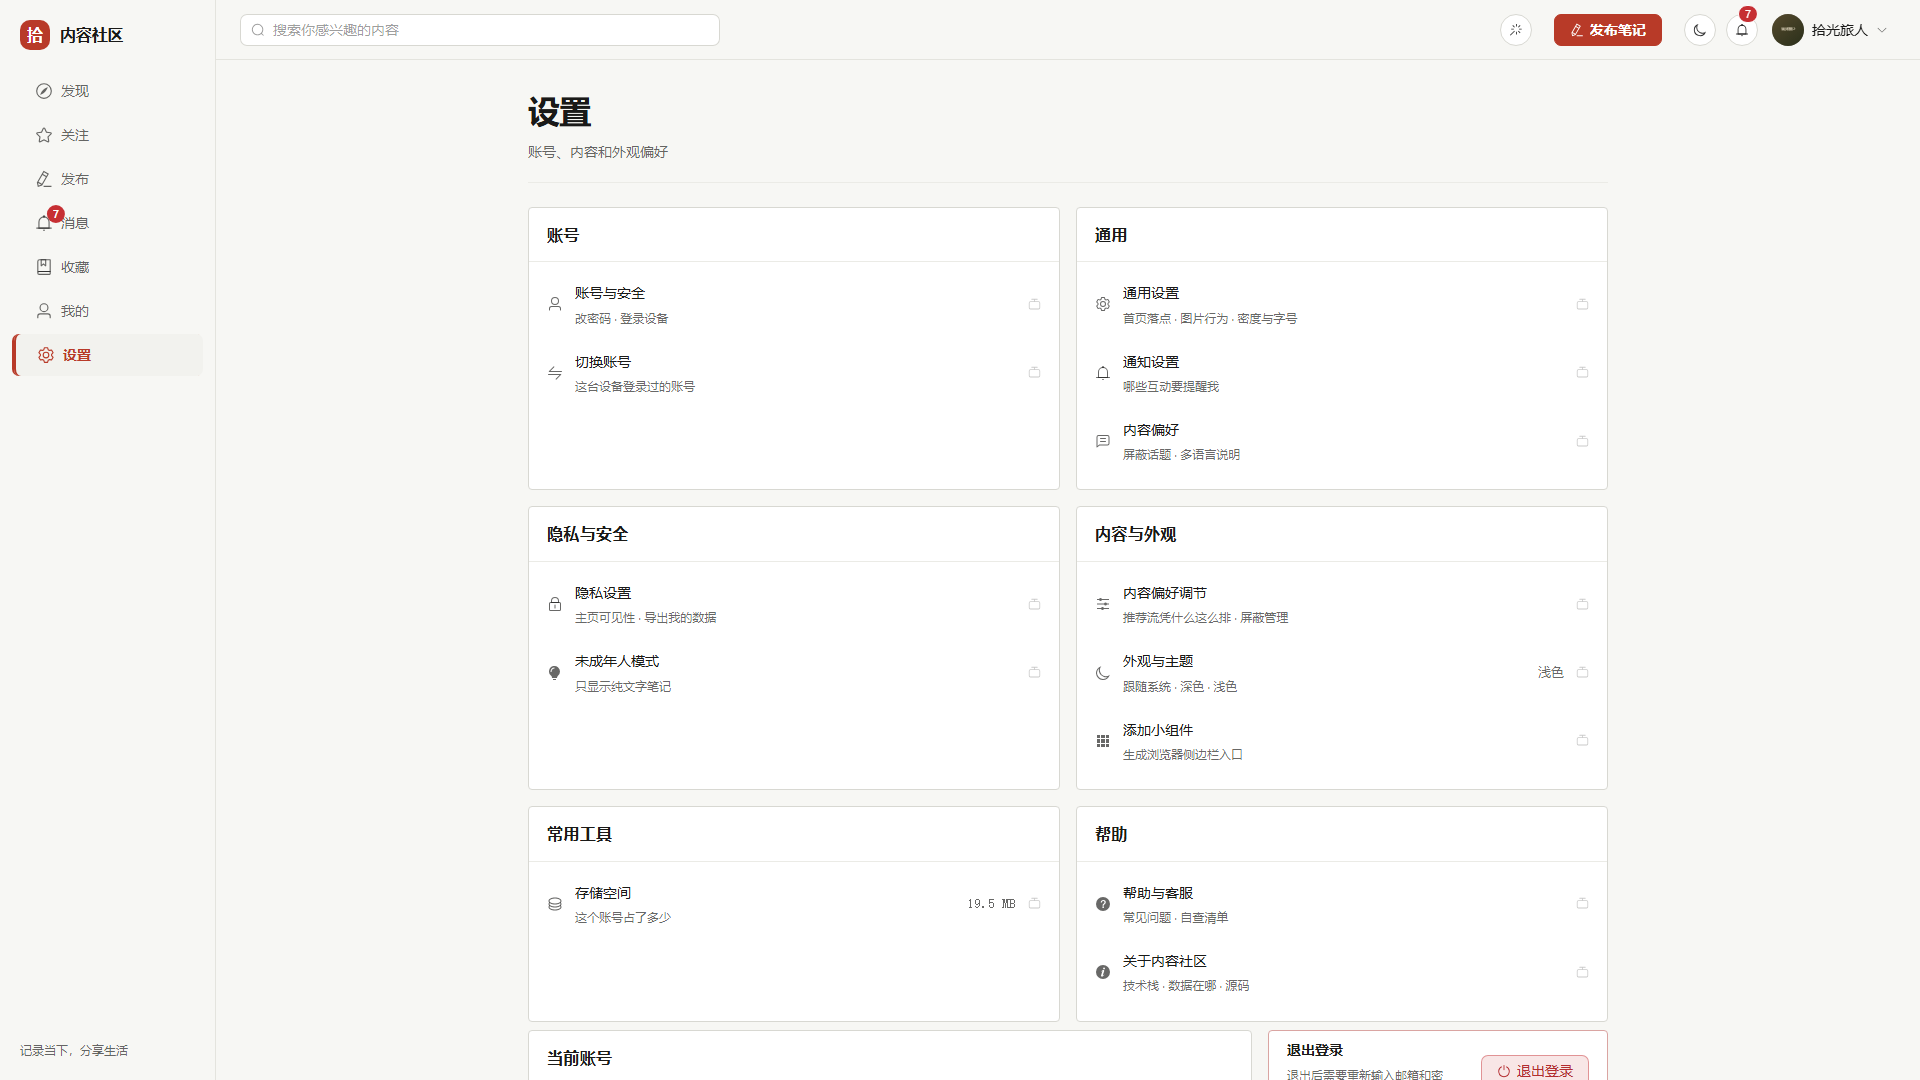 拾 内容社区
搜索你感兴趣的内容
发布笔记
7
拾光旅人
发现
关注
发布
7
消息
收藏
我的
设置
记录当下，分享生活
设置
账号、内容和外观偏好
账号
账号与安全
改密码 · 登录设备
切换账号
这台设备登录过的账号
通用
通用设置
首页落点 · 图片行为 · 密度与字号
通知设置
哪些互动要提醒我
内容偏好
屏蔽话题 · 多语言说明
隐私与安全
隐私设置
主页可见性 · 导出我的数据
未成年人模式
只显示纯文字笔记
内容与外观
内容偏好调节
推荐流凭什么这么排 · 屏蔽管理
外观与主题
跟随系统 · 深色 · 浅色
浅色
添加小组件
生成浏览器侧边栏入口
常用工具
存储空间
这个账号占了多少
19.5 MB
帮助
帮助与客服
常见问题 · 自查清单
关于内容社区
技术栈 · 数据在哪 · 源码
当前账号
退出登录
退出后需要重新输入邮箱和密
退出登录